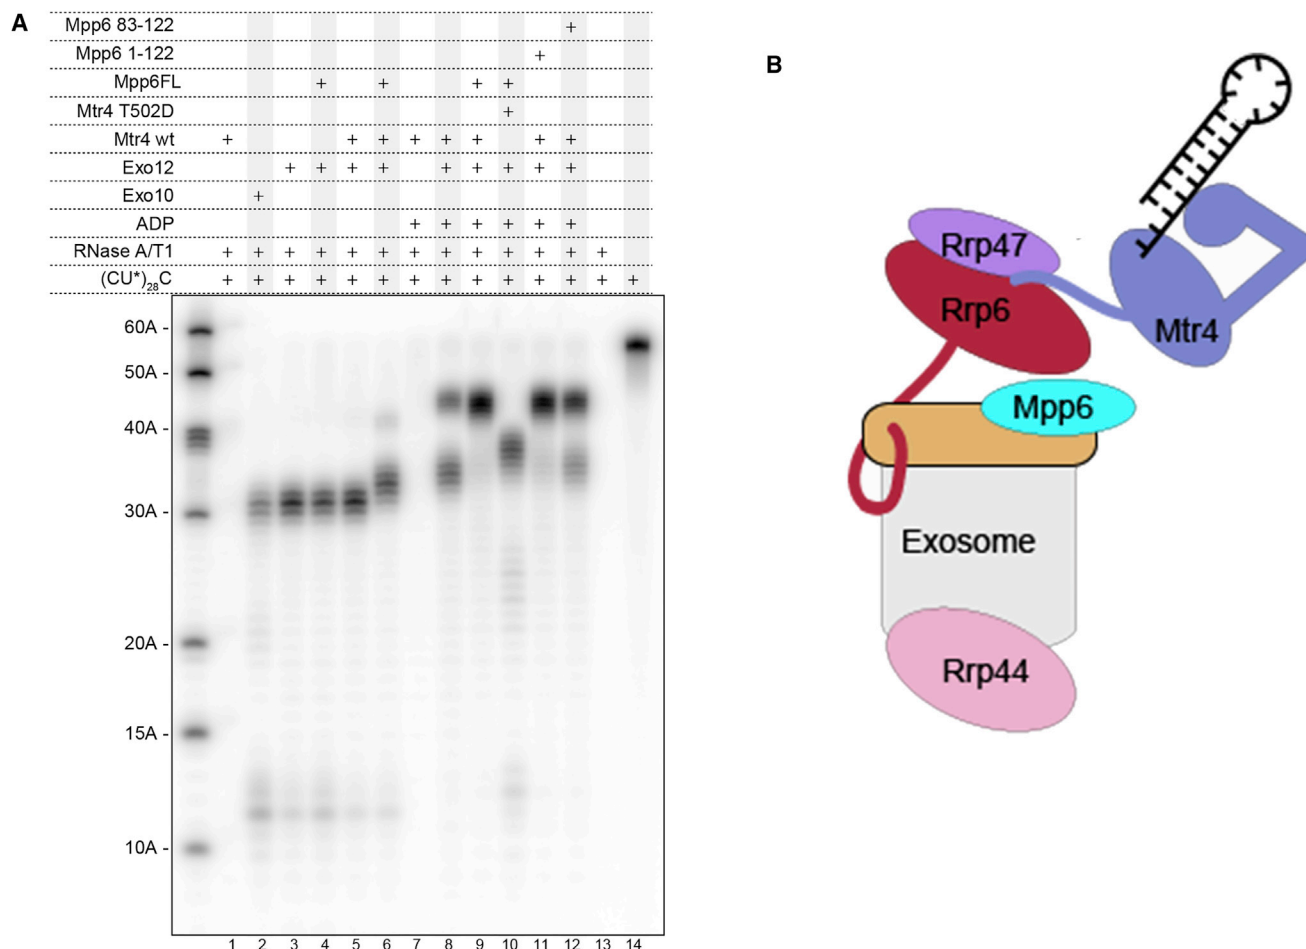 A
Mpp6 83-122 +
Mpp6 1-122 +
Mpp6FL + + + +
Mtr4 T502D +
Mtr4 wt + + + + + + + +
Exo12 + + + + + + + + +
Exo10 +
ADP + + + + + +
RNase A/T1 + + + + + + + + + + + + +
(CU*)28C + + + + + + + + + + + + + +
60A -
50A -
40A -
30A -
20A -
15A -
10A -
1 2 3 4 5 6 7 8 9 10 11 12 13 14
B
Rrp47
Rrp6
Mtr4
Mpp6
Exosome
Rrp44